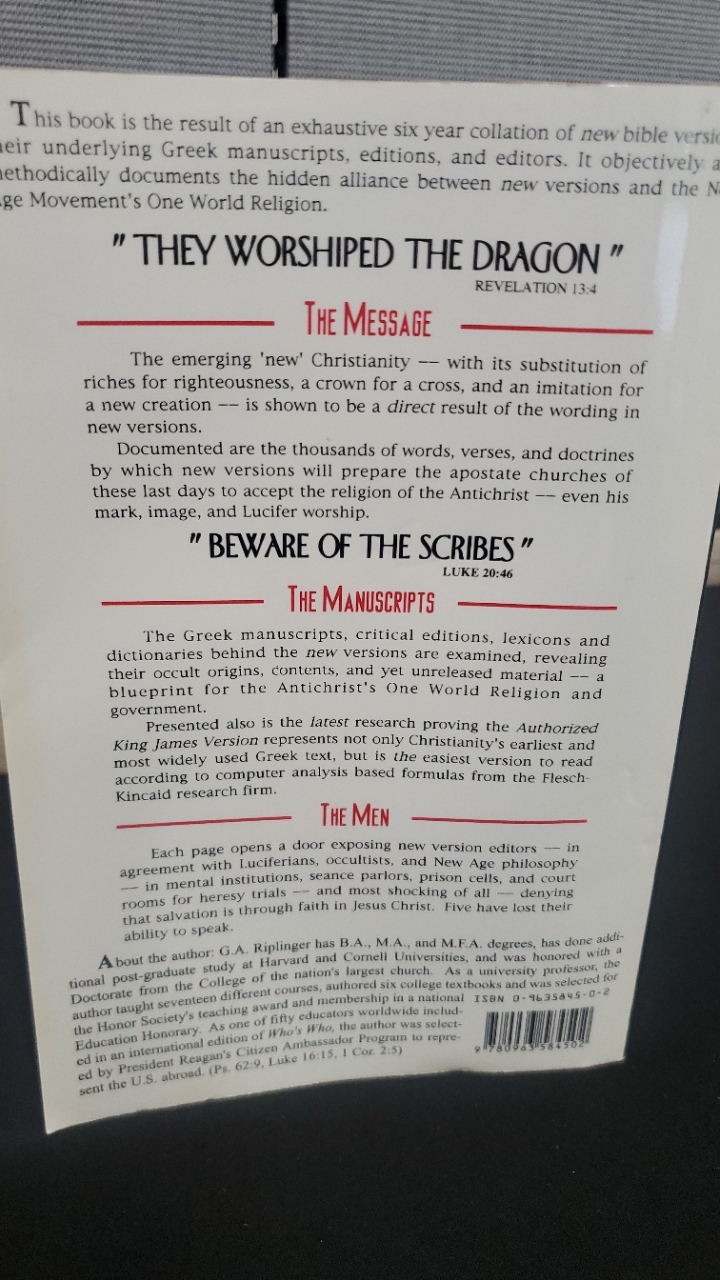 This book is the result of an exhaustive six year collation of new bible
underlying Greek manuscripts, editions, and editors. It objectively
documents the hidden alliance between new versions and the
Movement's One World Religion.
" THEY WORSHIPED THE DRAGON "
REVELATION 13:4
THE MESSAGE
The emerging 'new' Christianity -- with its substitution of
riches for righteousness, a crown for a cross, and an imitation for
a new creation -- is shown to be a direct result of the wording in
new versions.
Documented are the thousands of words, verses, and doctrines
by which new versions will prepare the apostate churches of
these last days to accept the religion of the Antichrist -- even his
mark, image, and Lucifer worship.
" BEWARE OF THE SCRIBES "
LUKE 20:46
THE MANUSCRIPTS
The Greek manuscripts, critical editions, lexicons and
dictionaries behind the new versions are examined, revealing
their occult origins, contents, and yet unreleased material -- a
blueprint for the Antichrist's One World Religion and
government.
Presented also is the latest research proving the Authorized
King James Version represents not only Christianity's earliest and
most widely used Greek text, but is the easiest version to read
according to computer analysis based formulas from the Flesch-
Kincaid research firm.
THE MEN
Each page opens a door exposing new version editors -- in
agreement with Luciferians, occultists, and New Age philosophy
-- in mental institutions, seance parlors, prison cells, and court
rooms for heresy trials -- and most shocking of all -- denying
that salvation is through faith in Jesus Christ. Five have lost their
ability to speak.
About the author: G.A. Riplinger has B.A., M.A., and M.F.A. degrees, has done addi-
tional post-graduate study at Harvard and Cornell Universities, and was honored with a
Doctorate from the College of the nation's largest church. As a university professor, the
author taught seventeen different courses, authored six college textbooks and was selected for
the Honor Society's teaching award and membership in a national
Education Honorary. As one of fifty educators worldwide includ-
ed in an international edition of Who's Who, the author was select-
ed by President Reagan's Citizen Ambassador Program to repre-
sent the U.S. abroad. (Ps. 62:9, Luke 16:15, 1 Cor. 2:5)
ISBN 0-9635845-0-2
9 780963 584502